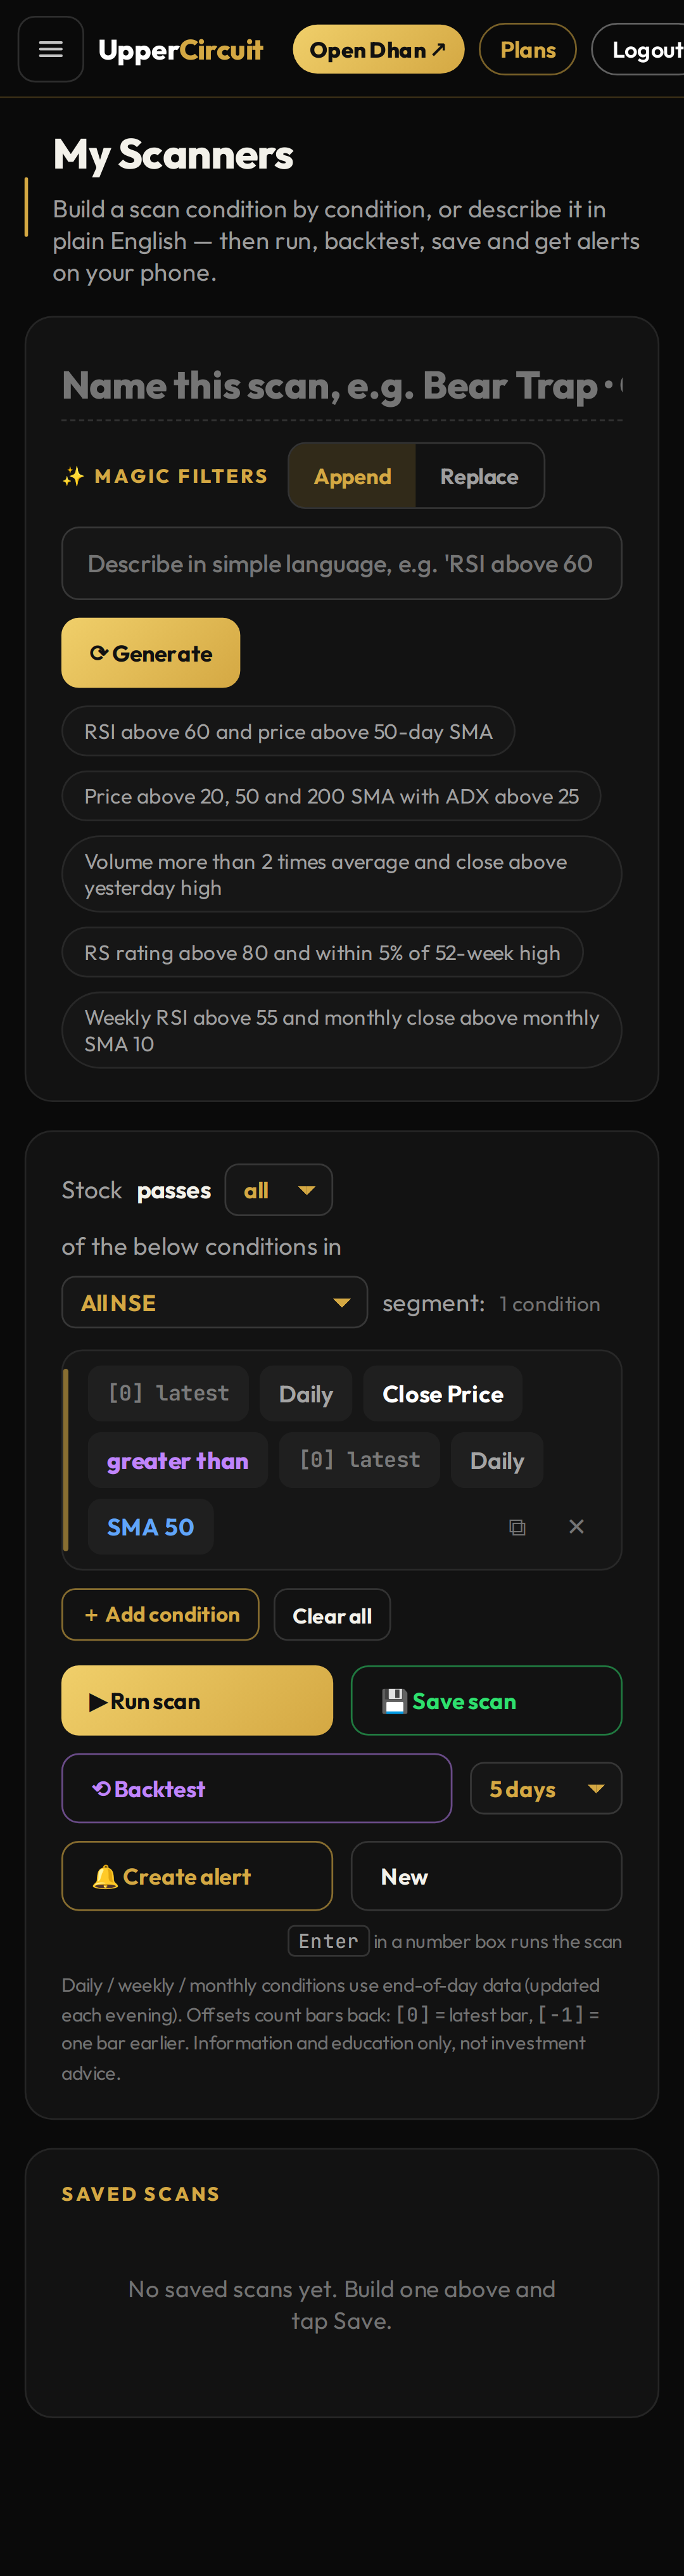 UpperCircuit Open Dhan ↗ Plans Logout
My Scanners
Build a scan condition by condition, or describe it in
plain English — then run, backtest, save and get alerts
on your phone.
Name this scan, e.g. Bear Trap ·
✨ MAGIC FILTERS Append Replace
Describe in simple language, e.g. 'RSI above 60
⟳ Generate
RSI above 60 and price above 50-day SMA
Price above 20, 50 and 200 SMA with ADX above 25
Volume more than 2 times average and close above
yesterday high
RS rating above 80 and within 5% of 52-week high
Weekly RSI above 55 and monthly close above monthly
SMA 10
Stock passes all
of the below conditions in
All NSE segment: 1 condition
[0] latest Daily Close Price
greater than [0] latest Daily
SMA 50
+ Add condition Clear all
▶ Run scan 💾 Save scan
⟲ Backtest 5 days
🔔 Create alert New
Enter in a number box runs the scan
Daily / weekly / monthly conditions use end-of-day data (updated
each evening). Offsets count bars back: [0] = latest bar, [-1] =
one bar earlier. Information and education only, not investment
advice.
SAVED SCANS
No saved scans yet. Build one above and
tap Save.